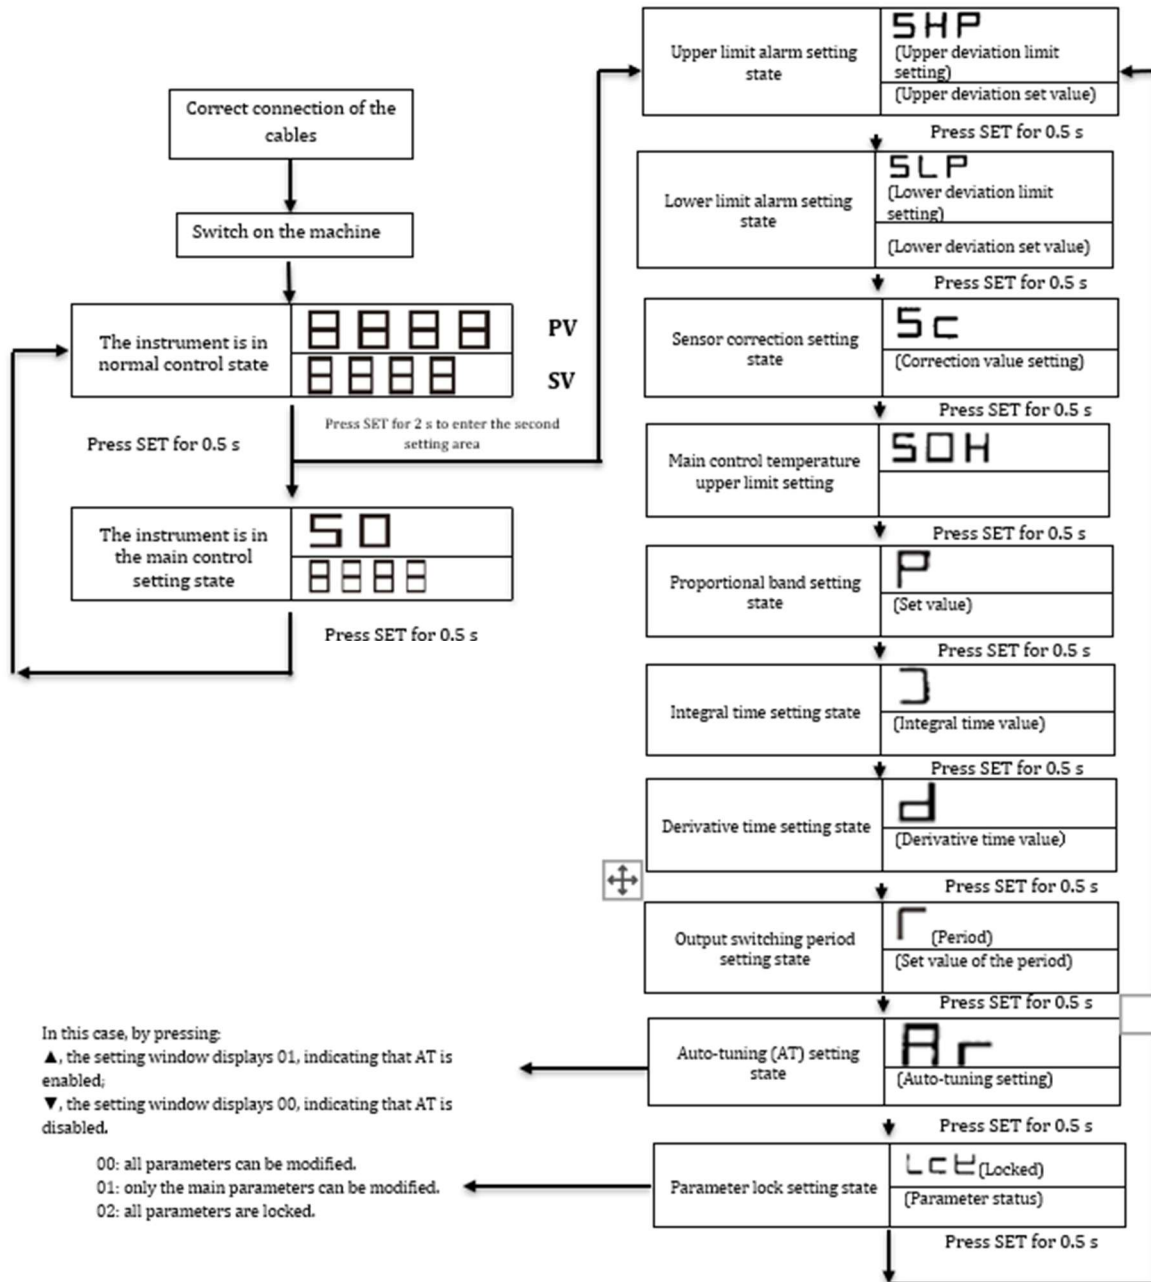 Correct connection of the
cables
Switch on the machine
The instrument is in
normal control state
8888
PV
8888
SV
Press SET for 0.5 s
Press SET for 2 s to enter the second
setting area
The instrument is in
the main control
setting state
SO
8888
Press SET for 0.5 s
Upper limit alarm setting
state
SHP
(Upper deviation limit
setting)
(Upper deviation set value)
Press SET for 0.5 s
Lower limit alarm setting
state
SLP
(Lower deviation limit
setting)
(Lower deviation set value)
Press SET for 0.5 s
Sensor correction setting
state
Sc
(Correction value setting)
Press SET for 0.5 s
Main control temperature
upper limit setting
SOH
Press SET for 0.5 s
Proportional band setting
state
P
(Set value)
Press SET for 0.5 s
Integral time setting state
(Integral time value)
Press SET for 0.5 s
Derivative time setting state
d
(Derivative time value)
Press SET for 0.5 s
Output switching period
setting state
(Period)
(Set value of the period)
Press SET for 0.5 s
Auto-tuning (AT) setting
state
Ar
(Auto-tuning setting)
Press SET for 0.5 s
Parameter lock setting state
Lct (Locked)
(Parameter status)
Press SET for 0.5 s
In this case, by pressing:
▲, the setting window displays 01, indicating that AT is
enabled;
▼, the setting window displays 00, indicating that AT is
disabled.
00: all parameters can be modified.
01: only the main parameters can be modified.
02: all parameters are locked.